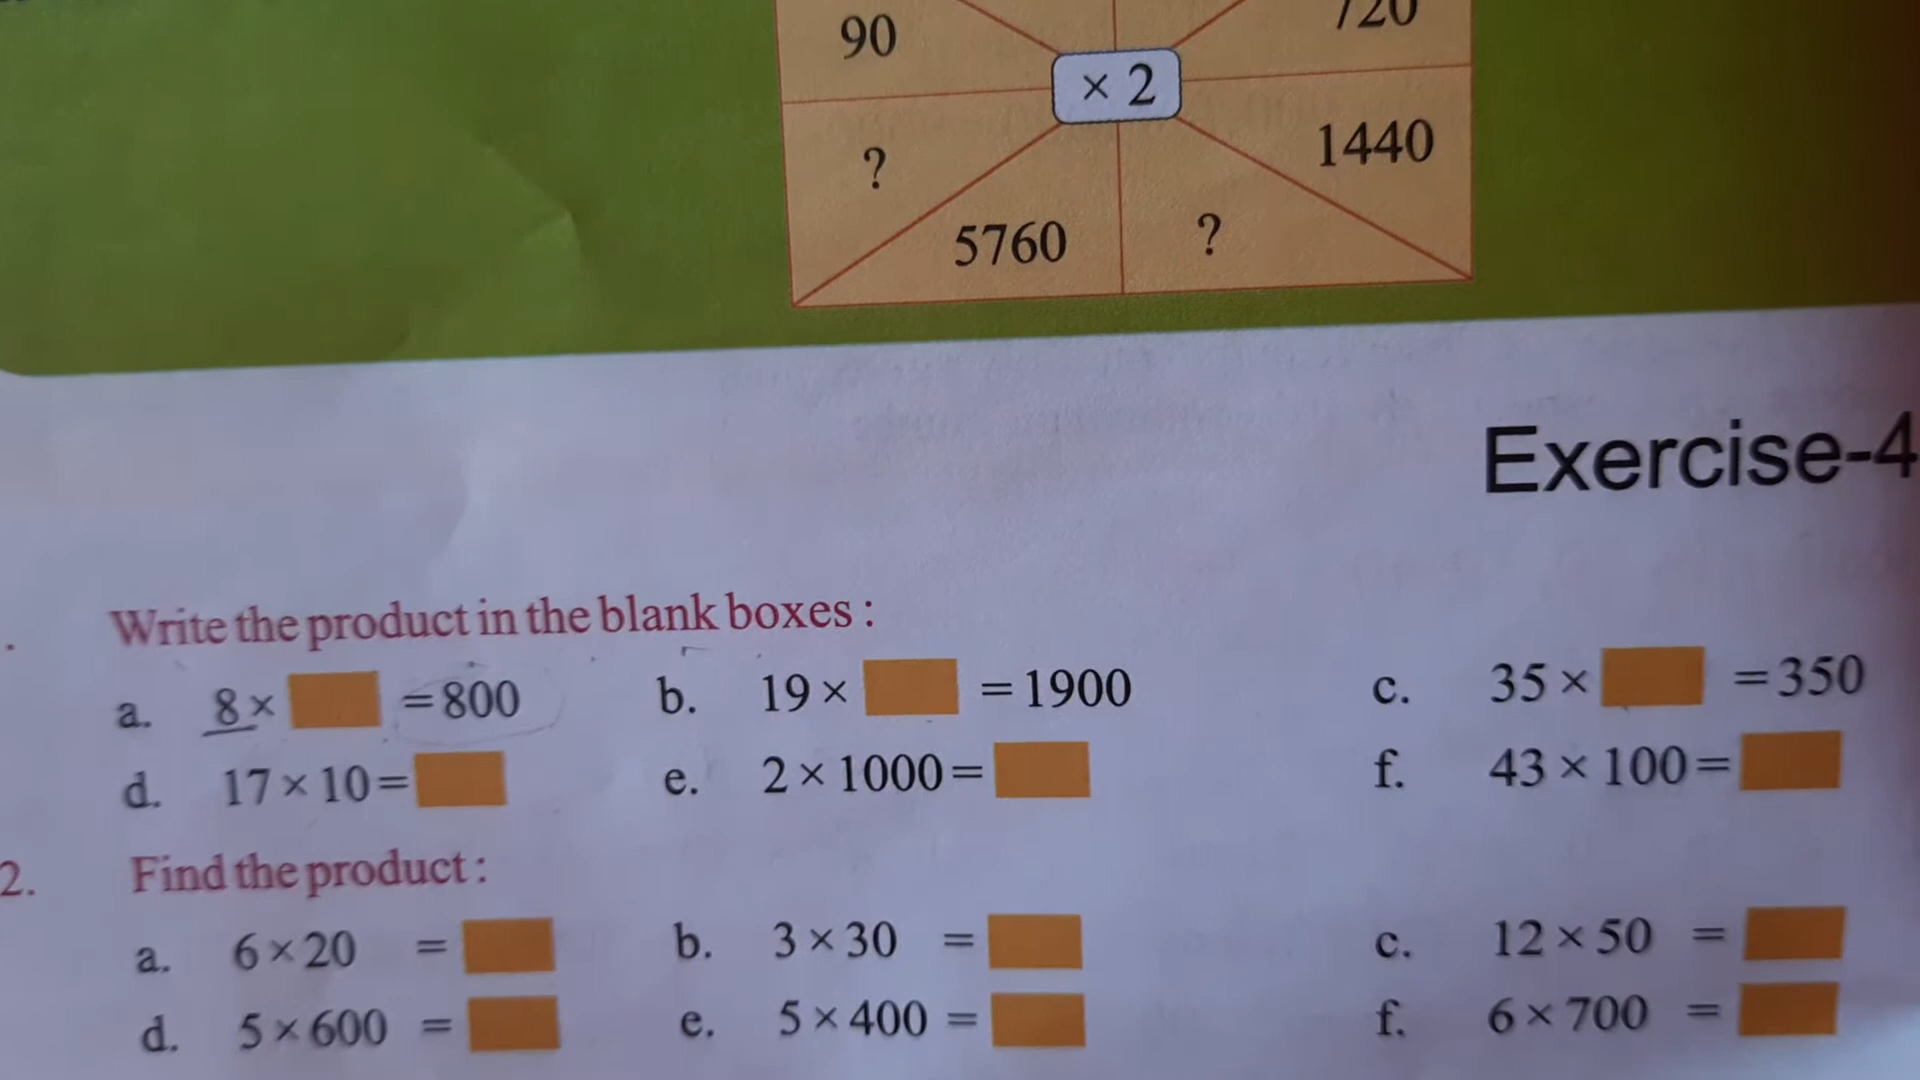 90
720
× 2
?
1440
5760
?
Exercise-4
Write the product in the blank boxes :
a. 8 × = 800 b. 19 × = 1900 c. 35 × = 350
d. 17 × 10 = e. 2 × 1000 = f. 43 × 100 =
2. Find the product :
a. 6 × 20 = b. 3 × 30 = c. 12 × 50 =
d. 5 × 600 = e. 5 × 400 = f. 6 × 700 =